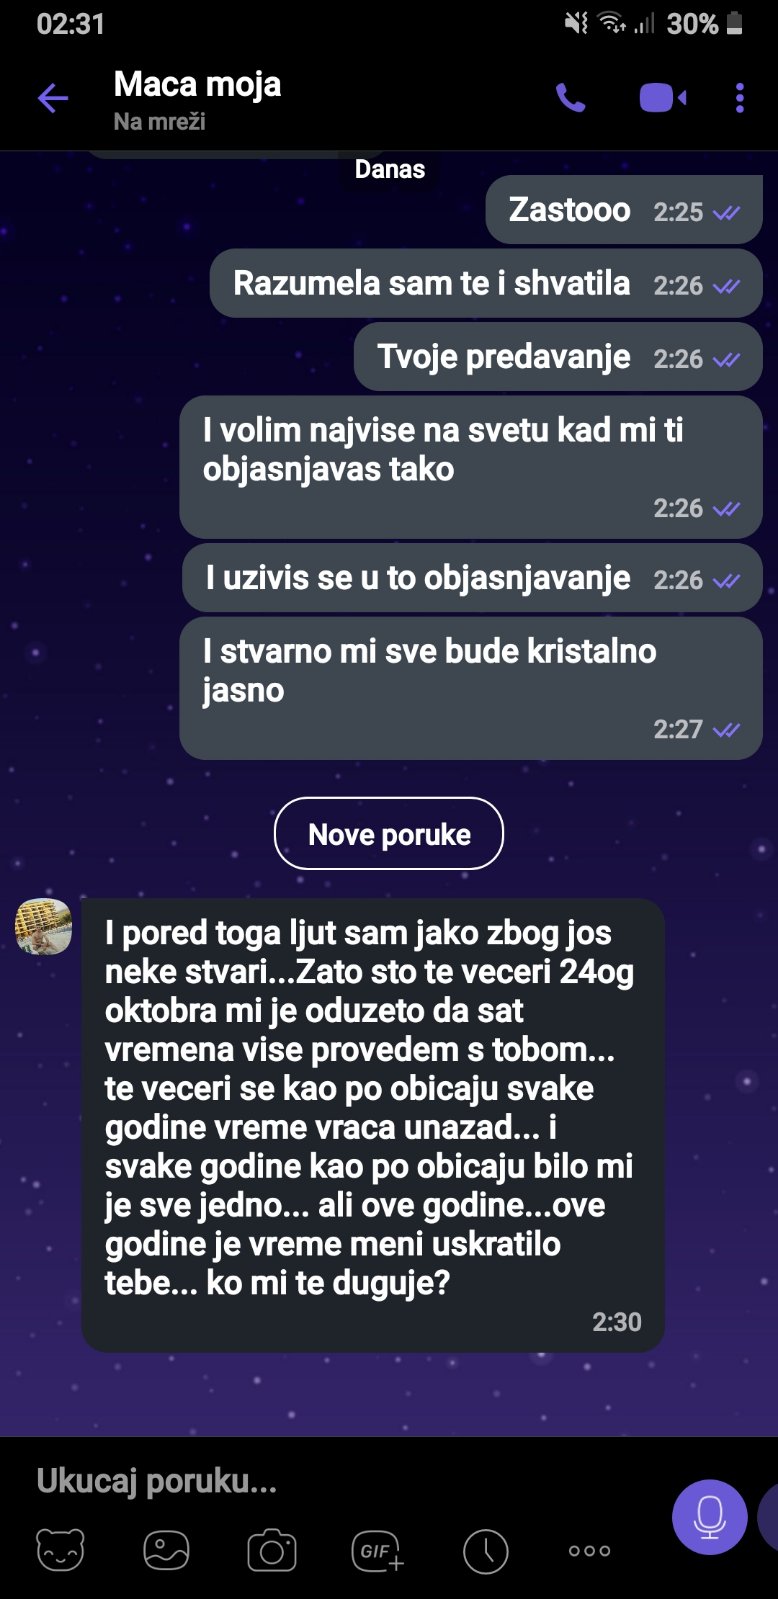 02:31
30%
Maca moja
Na mreži
Danas
Zastooo 2:25
Razumela sam te i shvatila 2:26
Tvoje predavanje 2:26
I volim najvise na svetu kad mi ti
objasnjavas tako
2:26
I uzivis se u to objasnjavanje 2:26
I stvarno mi sve bude kristalno
jasno
2:27
Nove poruke
I pored toga ljut sam jako zbog jos
neke stvari...Zato sto te veceri 24og
oktobra mi je oduzeto da sat
vremena vise provedem s tobom...
te veceri se kao po obicaju svake
godine vreme vraca unazad... i
svake godine kao po obicaju bilo mi
je sve jedno... ali ove godine...ove
godine je vreme meni uskratilo
tebe... ko mi te duguje?
2:30
Ukucaj poruku...
GIF